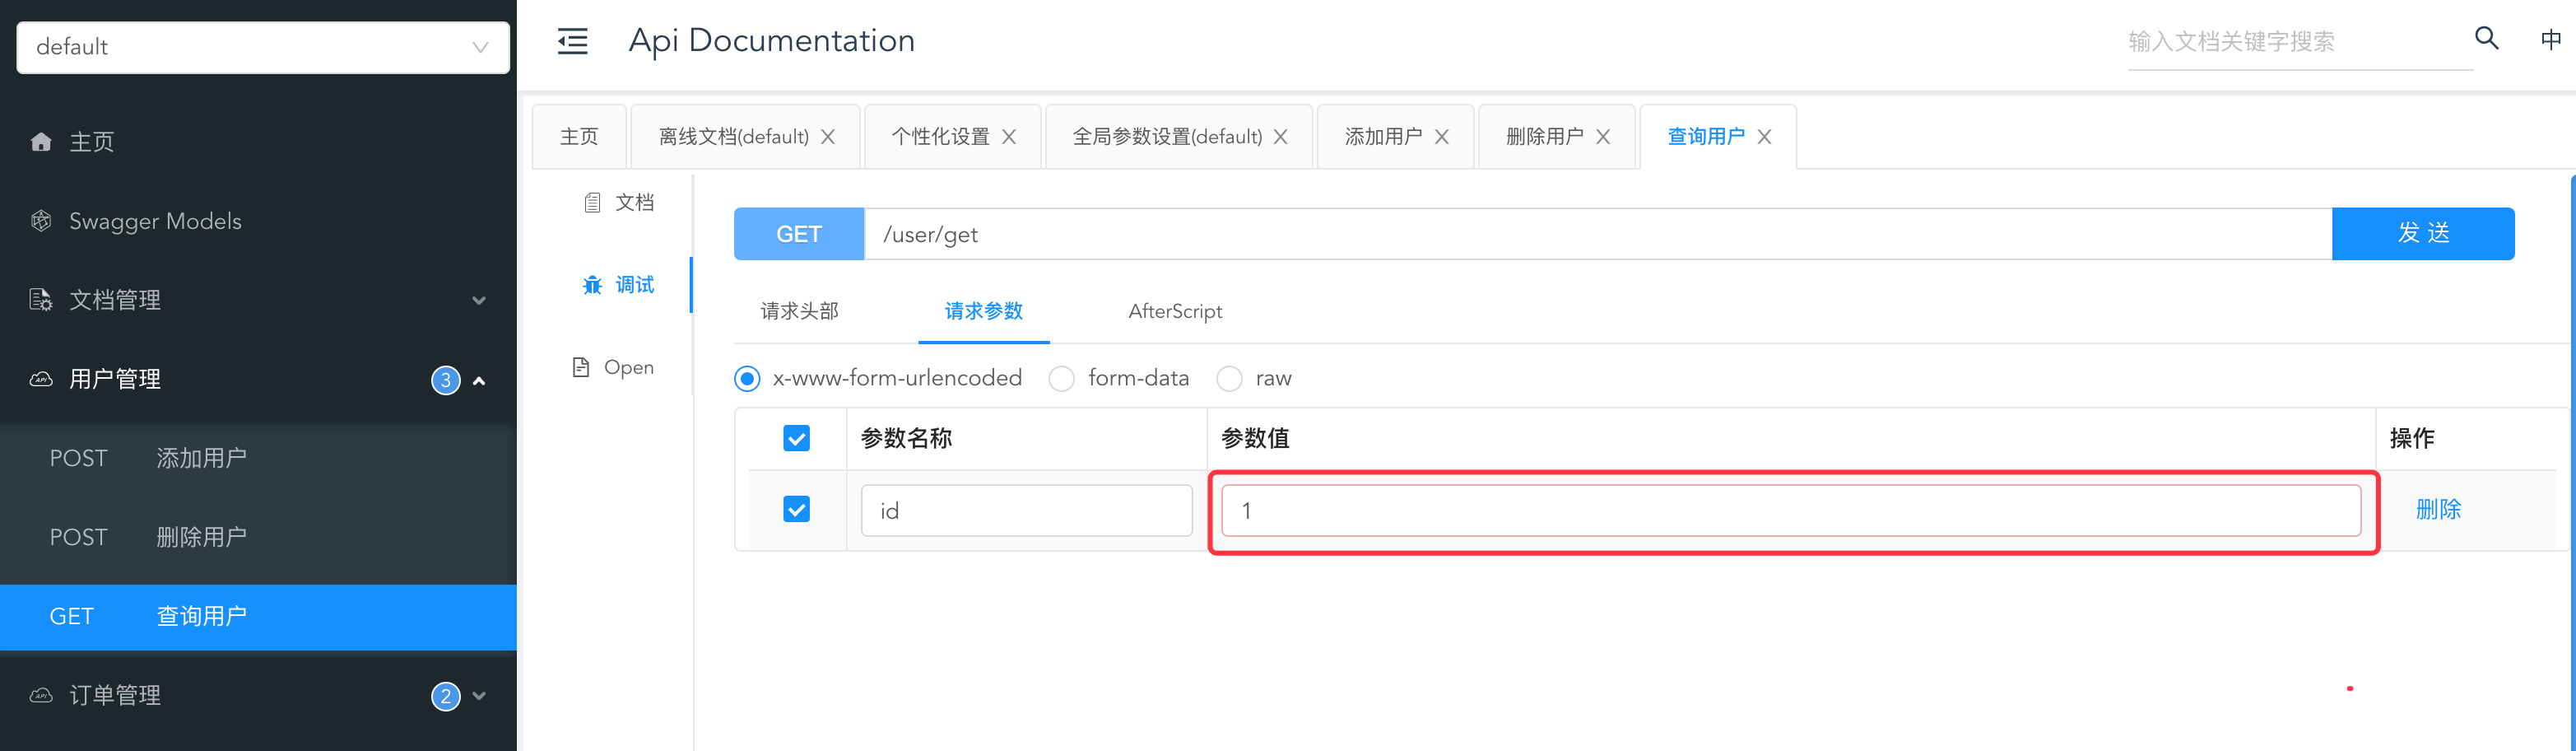 default
主页
Swagger Models
文档管理
用户管理 3
POST 添加用户
POST 删除用户
GET 查询用户
订单管理 2
Api Documentation
输入文档关键字搜索
中
主页 离线文档(default) 个性化设置 全局参数设置(default) 添加用户 删除用户 查询用户
文档
调试
Open
GET /user/get 发 送
请求头部 请求参数 AfterScript
x-www-form-urlencoded form-data raw
参数名称 参数值 操作
id 1 删除